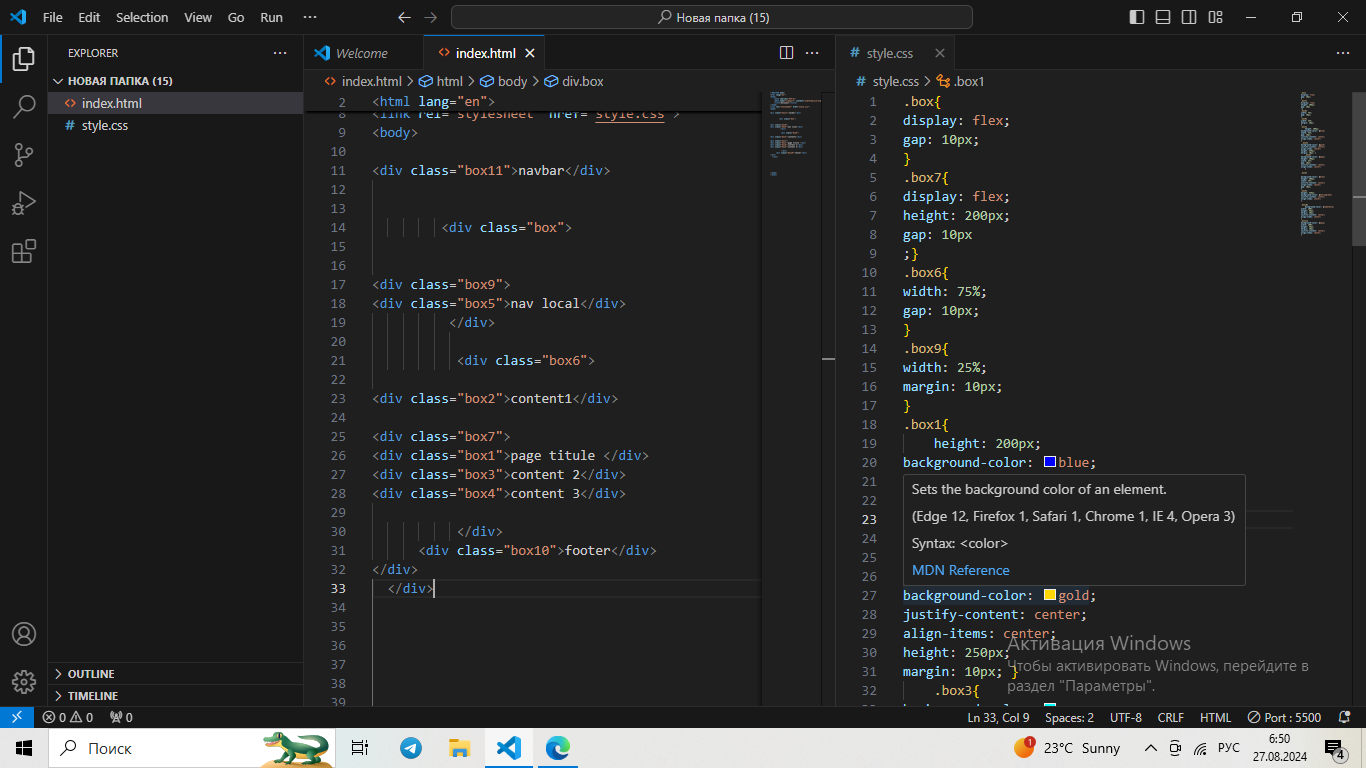 File Edit Selection View Go Run ···
Новая папка (15)
EXPLORER ···
НОВАЯ ПАПКА (15)
index.html
style.css
OUTLINE
TIMELINE
Welcome
index.html
index.html > html > body > div.box
2 <html lang="en">
8 <link rel="stylesheet" href="style.css">
9 <body>
10
11 <div class="box11">navbar</div>
12
13
14 <div class="box">
15
16
17 <div class="box9">
18 <div class="box5">nav local</div>
19 </div>
20
21 <div class="box6">
22
23 <div class="box2">content1</div>
24
25 <div class="box7">
26 <div class="box1">page titule </div>
27 <div class="box3">content 2</div>
28 <div class="box4">content 3</div>
29
30 </div>
31 <div class="box10">footer</div>
32 </div>
33 </div>
34
35
36
37
38
39
# style.css
# style.css > .box1
1 .box{
2 display: flex;
3 gap: 10px;
4 }
5 .box7{
6 display: flex;
7 height: 200px;
8 gap: 10px
9 ;}
10 .box6{
11 width: 75%;
12 gap: 10px;
13 }
14 .box9{
15 width: 25%;
16 margin: 10px;
17 }
18 .box1{
19 height: 200px;
20 background-color: blue;
21
22
23
24
25
26
Sets the background color of an element.
(Edge 12, Firefox 1, Safari 1, Chrome 1, IE 4, Opera 3)
Syntax: <color>
MDN Reference
27 background-color: gold;
28 justify-content: center;
29 align-items: center;
30 height: 250px;
31 margin: 10px; }
32 .box3{
Активация Windows
Чтобы активировать Windows, перейдите в
раздел "Параметры".
0 0 0
Ln 33, Col 9 Spaces: 2 UTF-8 CRLF HTML Port : 5500
Поиск
1 23°C Sunny РУС 6:50
27.08.2024 4